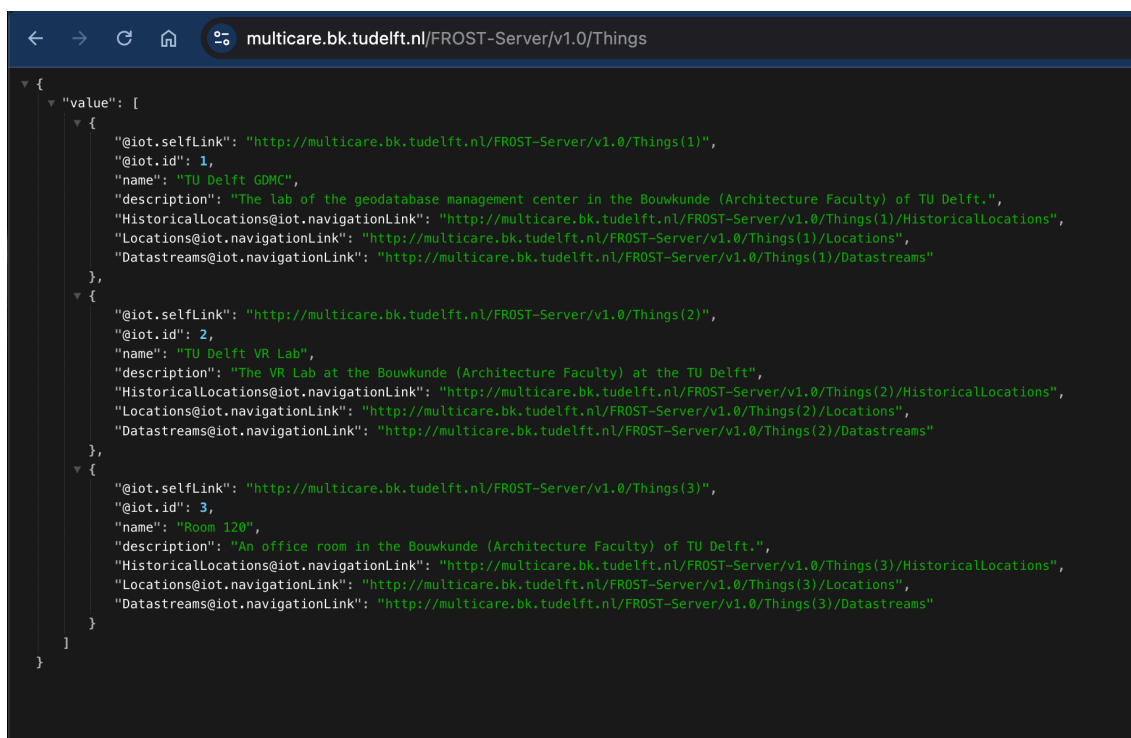 multicare.bk.tudelft.nl/FROST-Server/v1.0/Things
{
"value": [
{
"@iot.selfLink": "http://multicare.bk.tudelft.nl/FROST-Server/v1.0/Things(1)",
"@iot.id": 1,
"name": "TU Delft GDMC",
"description": "The lab of the geodatabase management center in the Bouwkunde (Architecture Faculty) of TU Delft.",
"HistoricalLocations@iot.navigationLink": "http://multicare.bk.tudelft.nl/FROST-Server/v1.0/Things(1)/HistoricalLocations",
"Locations@iot.navigationLink": "http://multicare.bk.tudelft.nl/FROST-Server/v1.0/Things(1)/Locations",
"Datastreams@iot.navigationLink": "http://multicare.bk.tudelft.nl/FROST-Server/v1.0/Things(1)/Datastreams"
},
{
"@iot.selfLink": "http://multicare.bk.tudelft.nl/FROST-Server/v1.0/Things(2)",
"@iot.id": 2,
"name": "TU Delft VR Lab",
"description": "The VR Lab at the Bouwkunde (Architecture Faculty) at the TU Delft",
"HistoricalLocations@iot.navigationLink": "http://multicare.bk.tudelft.nl/FROST-Server/v1.0/Things(2)/HistoricalLocations",
"Locations@iot.navigationLink": "http://multicare.bk.tudelft.nl/FROST-Server/v1.0/Things(2)/Locations",
"Datastreams@iot.navigationLink": "http://multicare.bk.tudelft.nl/FROST-Server/v1.0/Things(2)/Datastreams"
},
{
"@iot.selfLink": "http://multicare.bk.tudelft.nl/FROST-Server/v1.0/Things(3)",
"@iot.id": 3,
"name": "Room 120",
"description": "An office room in the Bouwkunde (Architecture Faculty) of TU Delft.",
"HistoricalLocations@iot.navigationLink": "http://multicare.bk.tudelft.nl/FROST-Server/v1.0/Things(3)/HistoricalLocations",
"Locations@iot.navigationLink": "http://multicare.bk.tudelft.nl/FROST-Server/v1.0/Things(3)/Locations",
"Datastreams@iot.navigationLink": "http://multicare.bk.tudelft.nl/FROST-Server/v1.0/Things(3)/Datastreams"
}
]
}